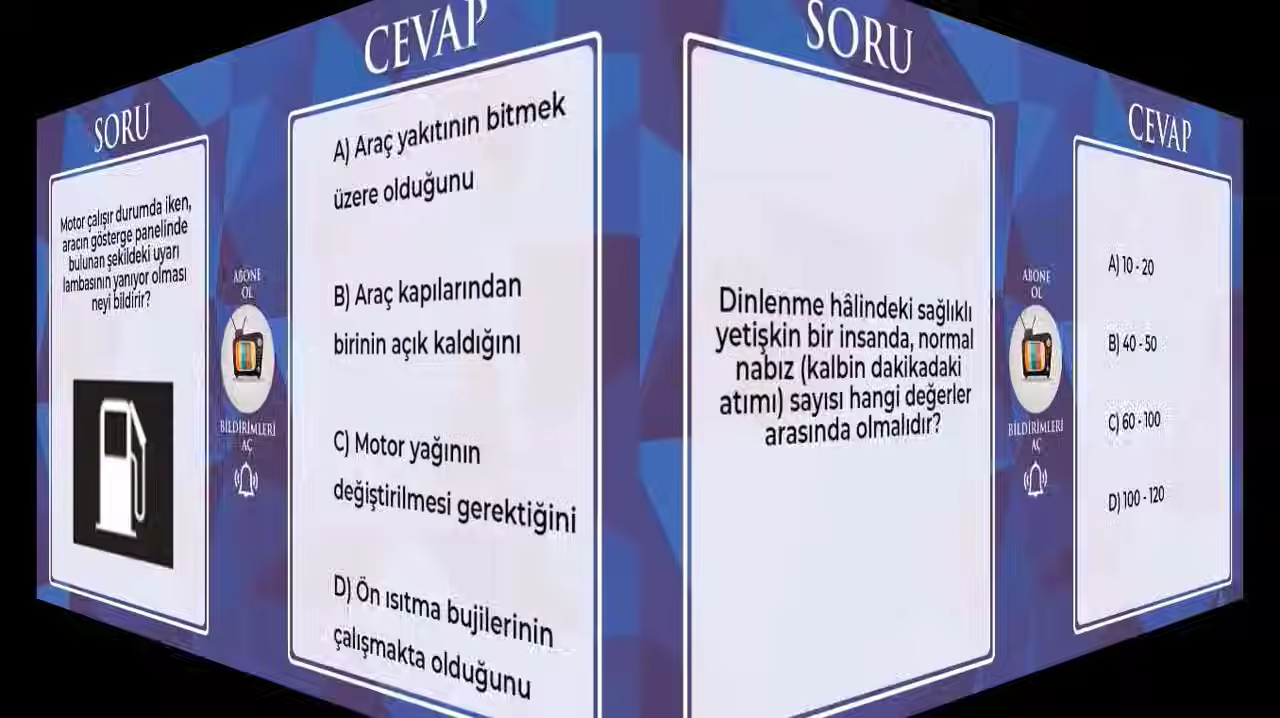 SORU
Motor çalışır durumda iken,
aracın gösterge panelinde
bulunan şekildeki uyarı
lambasının yanıyor olması
neyi bildirir?
ABONE
OL
BİLDİRİMLERİ
AÇ
CEVAP
A) Araç yakıtının bitmek
üzere olduğunu
B) Araç kapılarından
birinin açık kaldığını
C) Motor yağının
değiştirilmesi gerektiğini
D) Ön ısıtma bujilerinin
çalışmakta olduğunu
SORU
Dinlenme hâlindeki sağlıklı
yetişkin bir insanda, normal
nabız (kalbin dakikadaki
atımı) sayısı hangi değerler
arasında olmalıdır?
ABONE
OL
BİLDİRİMLERİ
AÇ
CEVAP
A) 10 - 20
B) 40 - 50
C) 60 - 100
D) 100 - 120